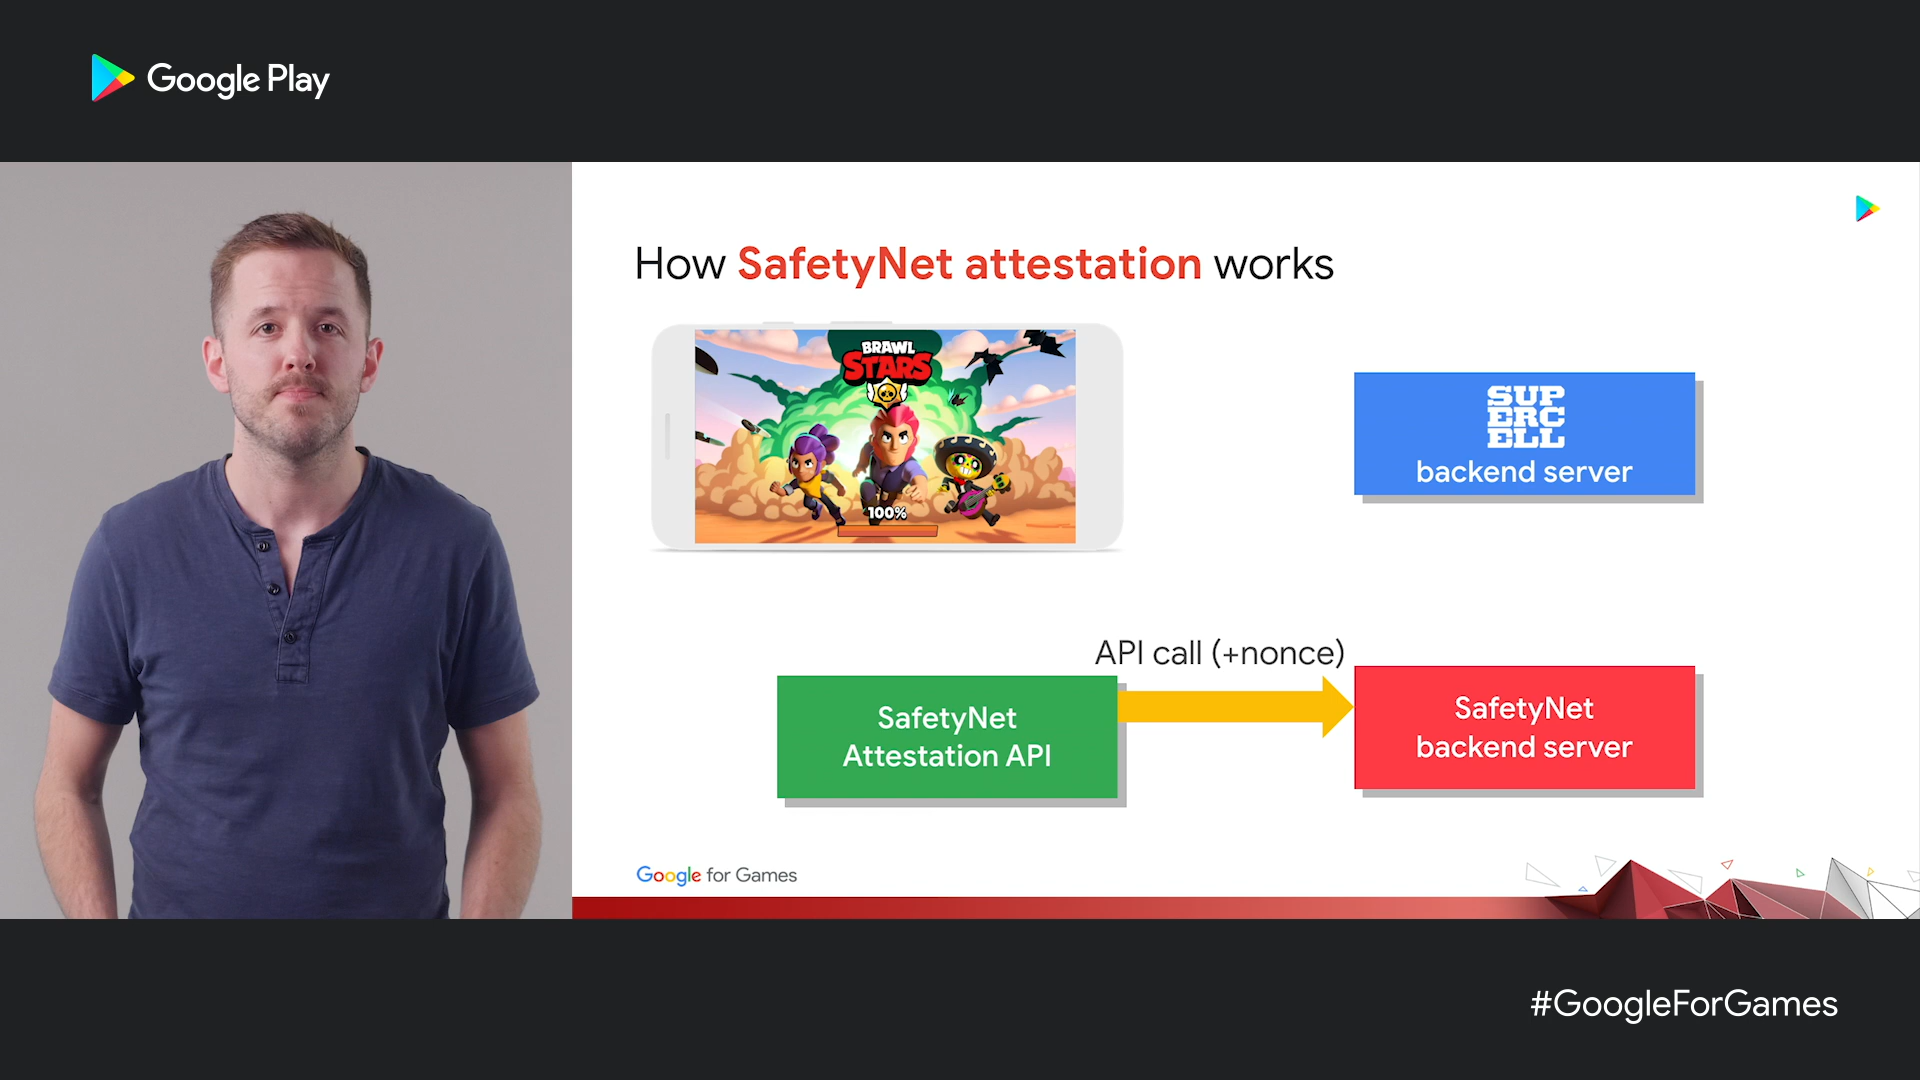 Google Play
How SafetyNet attestation works
BRAWL
STARS
100%
SUP
ERC
ELL
backend server
API call (+nonce)
SafetyNet
Attestation API
SafetyNet
backend server
Google for Games
#GoogleForGames